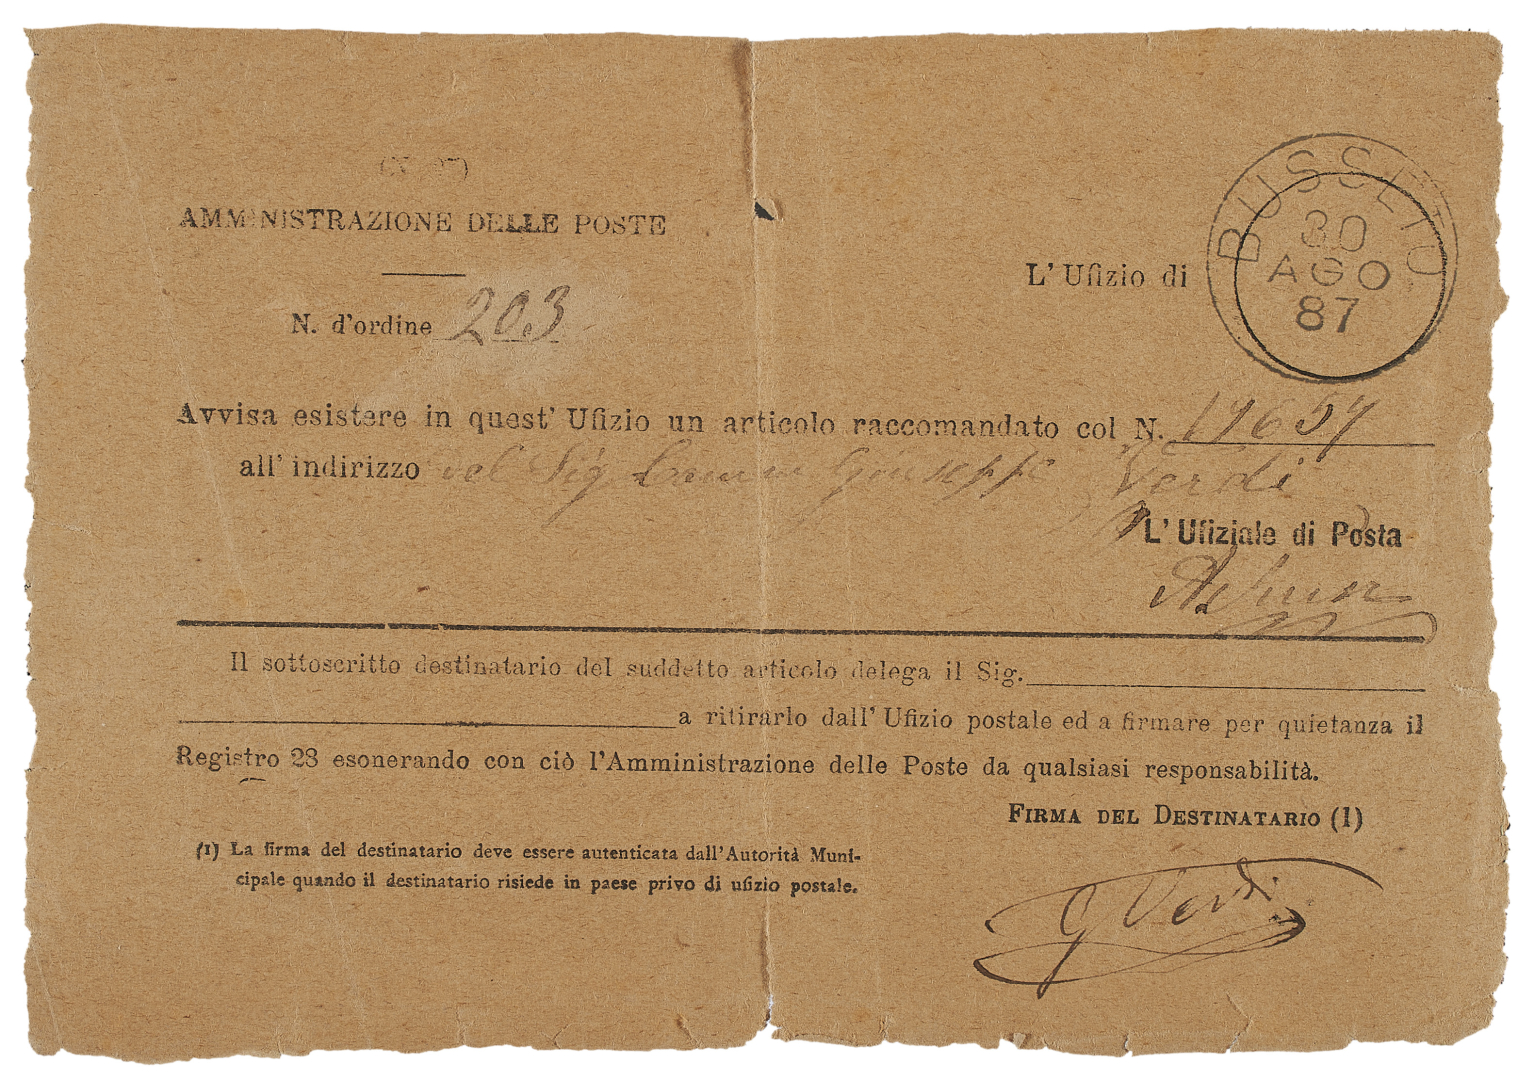 AMMINISTRAZIONE DELLE POSTE
N. d'ordine 203
L' Ufizio di
BUSSETO
30
AGO
87
Avvisa esistere in quest' Ufizio un articolo raccomandato col N.
all' indirizzo del Sig Giuseppe Verdi
L' Ufiziale di Posta
Il sottoscritto destinatario del suddetto articolo delega il Sig.
a ritirarlo dall' Ufizio postale ed a firmare per quietanza il
Registro 28 esonerando con ciò l'Amministrazione delle Poste da qualsiasi responsabilità.
FIRMA DEL DESTINATARIO (1)
(1) La firma del destinatario deve essere autenticata dall'Autorità Muni-
cipale quando il destinatario risiede in paese privo di ufizio postale.
G Verdi